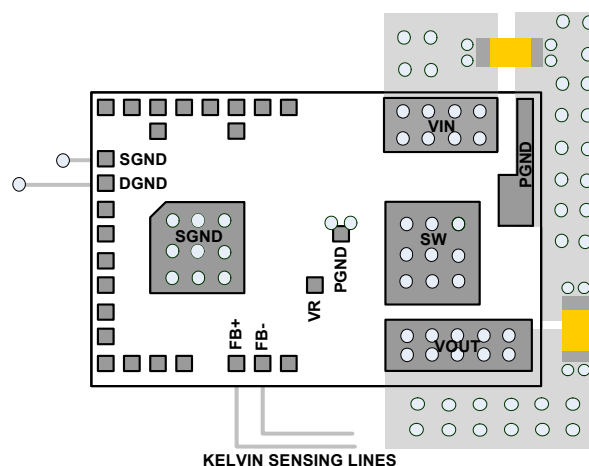 VIN
SGND
DGND
PGND
SGND
SW
PGND
VR
FB+
FB-
VOUT
KELVIN SENSING LINES